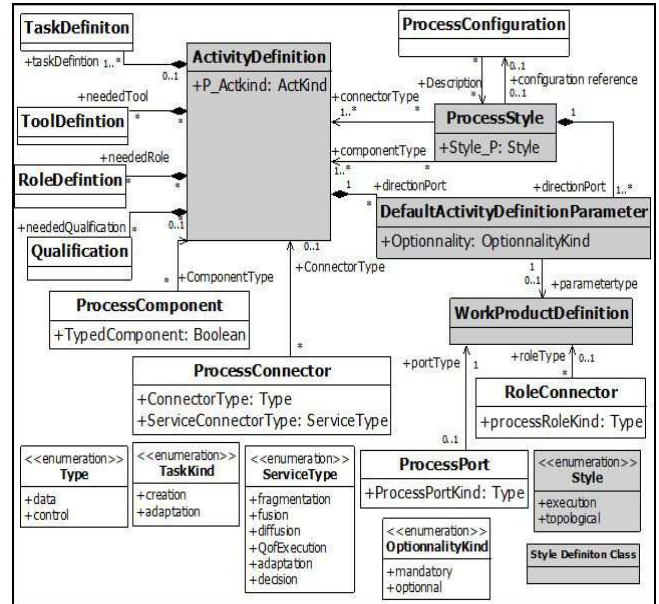 TaskDefiniton
+taskDefintion
1..*
0..1
ActivityDefinition
+P_Actkind: ActKind
ProcessConfiguration
*
0..1
+Description
+configuration reference
*
0..1
+connectorType
*
1..*
ProcessStyle
+Style_P: Style
1
+neededTool
*
*
ToolDefintion
+componentType
*
1..*
+neededRole
RoleDefintion
*
*
1
+directionPort
*
+directionPort
1..*
DefaultActivityDefinitionParameter
+Optionnality: OptionnalityKind
+neededQualification
*
*
0..1
Qualification
0..1
+ComponentType
*
+ConnectorType
1
0..1
+parametertype
ProcessComponent
+TypedComponent: Boolean
WorkProductDefinition
*
ProcessConnector
+ConnectorType: Type
+ServiceConnectorType: ServiceType
+portType
1
+roleType
0..1
*
RoleConnector
+processRoleKind: Type
0..1
ProcessPort
+ProcessPortKind: Type
<<enumeration>>
Type
+data
+control
<<enumeration>>
TaskKind
+creation
+adaptation
<<enumeration>>
ServiceType
+fragmentation
+fusion
+diffusion
+QofExecution
+adaptation
+decision
<<enumeration>>
OptionnalityKind
+mandatory
+optionnal
<<enumeration>>
Style
+execution
+topological
Style Definiton Class